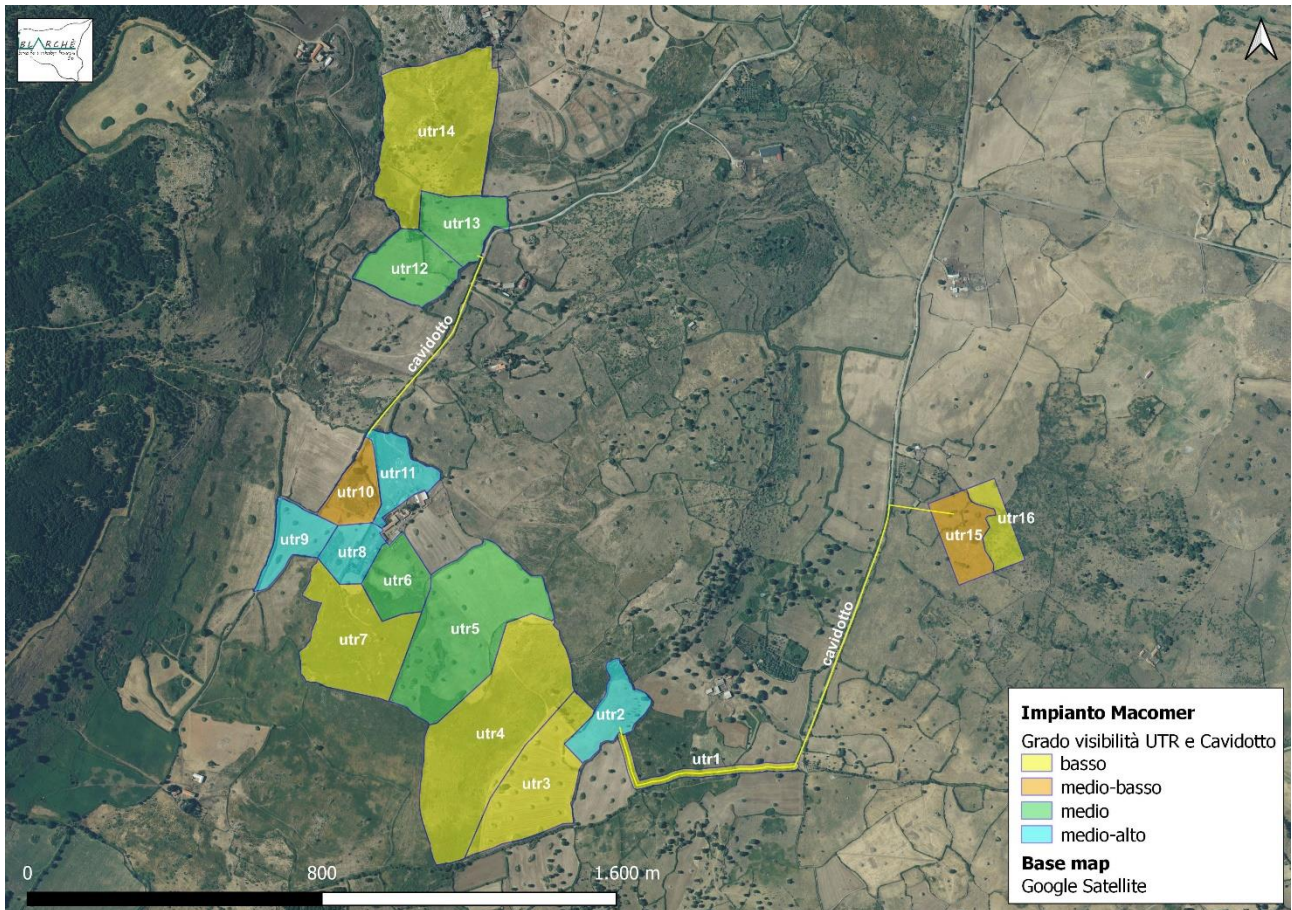 BLARCHÈ
utr14
utr13
utr12
cavidotto
utr11
utr10
utr9
utr8
utr6
utr7
utr5
utr4
utr3
utr2
utr1
cavidotto
utr15
utr16
0 800 1.600 m
Impianto Macomer
Grado visibilità UTR e Cavidotto
basso
medio-basso
medio
medio-alto
Base map
Google Satellite